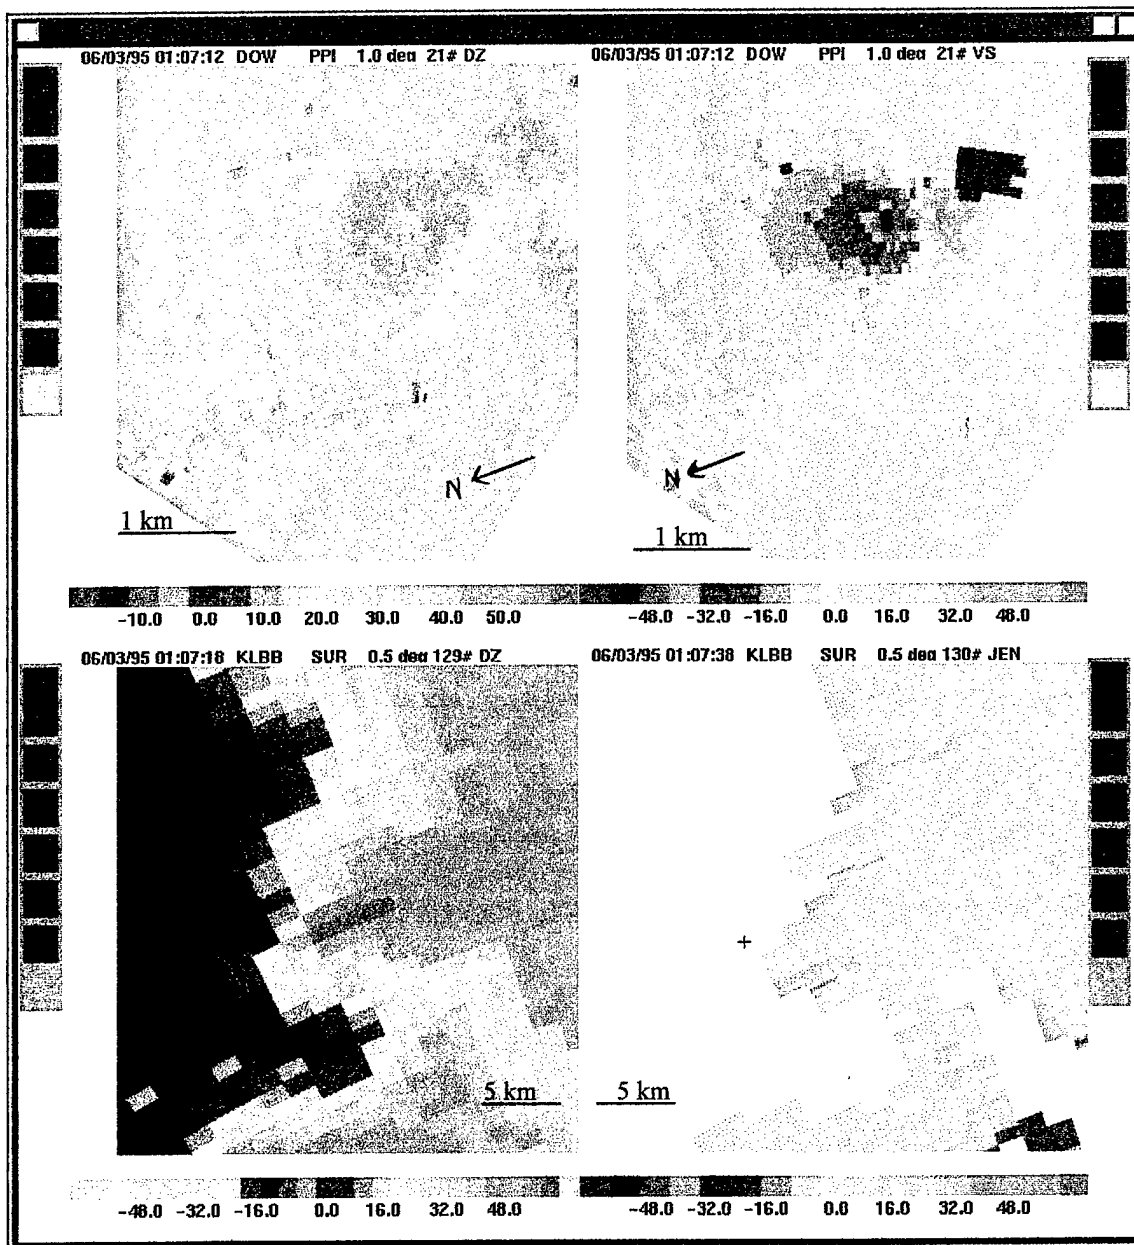 06/03/95 01:07:12 DOW PPI 1.0 deg 21# DZ
06/03/95 01:07:12 DOW PPI 1.0 deg 21# VS
N
1 km
N
1 km
-10.0 0.0 10.0 20.0 30.0 40.0 50.0
-48.0 -32.0 -16.0 0.0 16.0 32.0 48.0
06/03/95 01:07:18 KLBB SUR 0.5 deg 129# DZ
06/03/95 01:07:38 KLBB SUR 0.5 deg 130# JEN
5 km
5 km
-48.0 -32.0 -16.0 0.0 16.0 32.0 48.0
-48.0 -32.0 -16.0 0.0 16.0 32.0 48.0